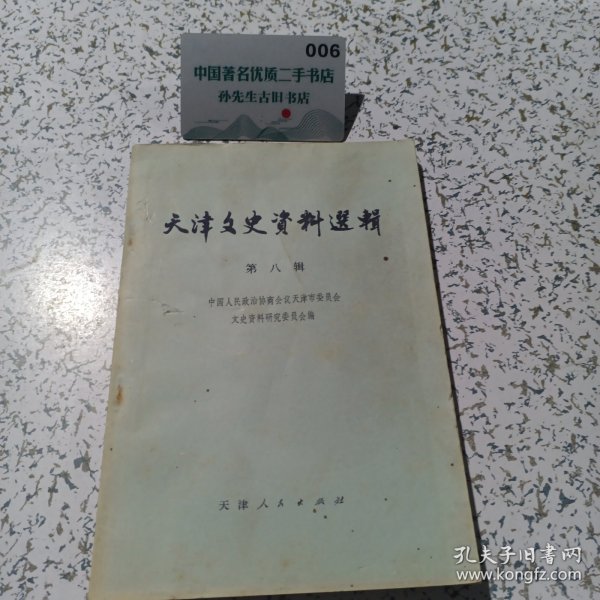 006
中国著名优质二手书店
孙先生古旧书店
天津文史資料選輯
第八辑
中国人民政治协商会议天津市委员会
文史资料研究委员会编
天津人民出版社
孔夫子旧書网
www.kongfz.com